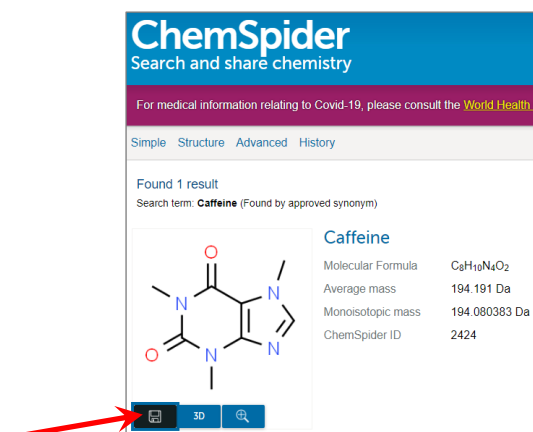 ChemSpider
Search and share chemistry
For medical information relating to Covid-19, please consult the World Health
Simple Structure Advanced History
Found 1 result
Search term: Caffeine (Found by approved synonym)
Caffeine
Molecular Formula C₈H₁₀N₄O₂
Average mass 194.191 Da
Monoisotopic mass 194.080383 Da
ChemSpider ID 2424
O
N
N
O
N
N
3D